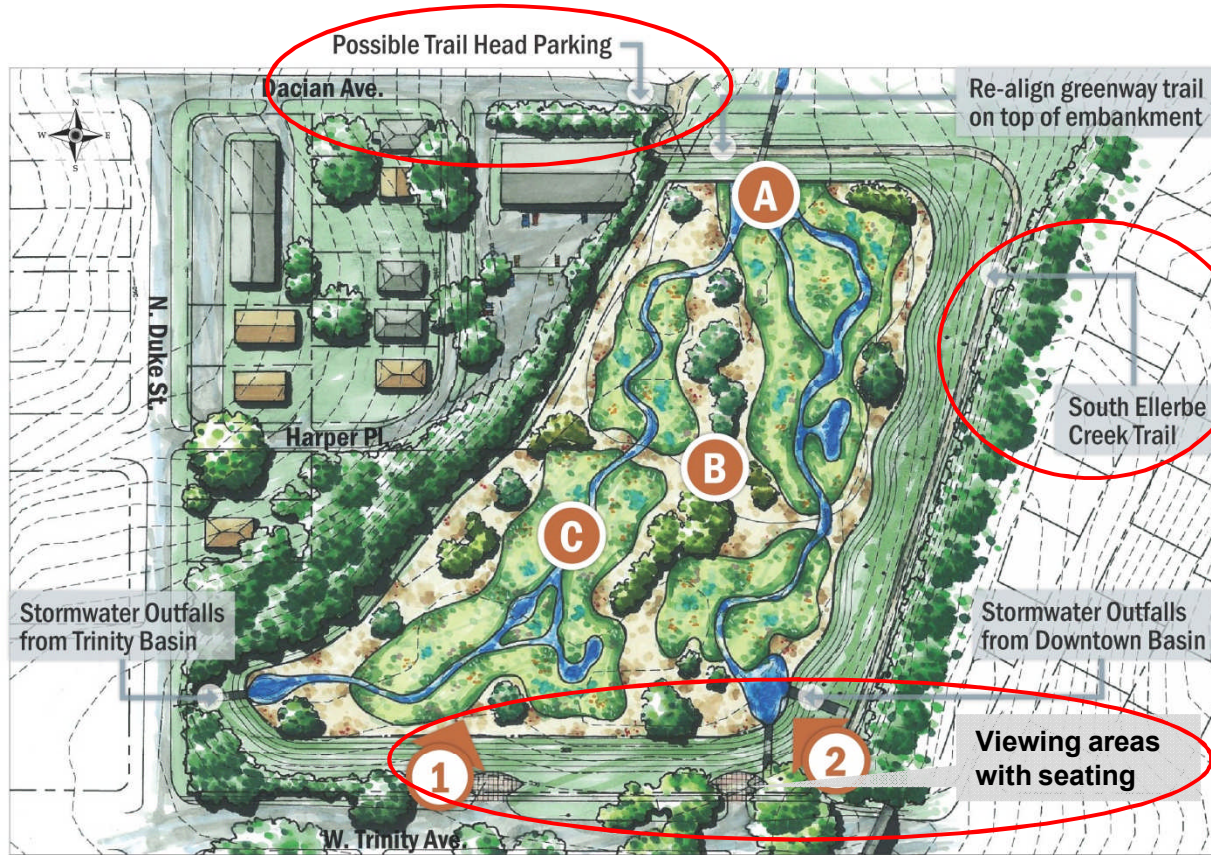 Possible Trail Head Parking
Dacian Ave.
Re-align greenway trail
on top of embankment
N
W E
S
A
N. Duke St.
South Ellerbe
Creek Trail
Harper Pl.
B
C
Stormwater Outfalls
from Trinity Basin
Stormwater Outfalls
from Downtown Basin
Viewing areas
with seating
1
2
W. Trinity Ave.